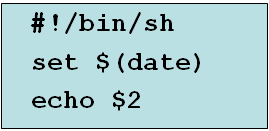 #!/bin/sh
set $(date)
echo $2